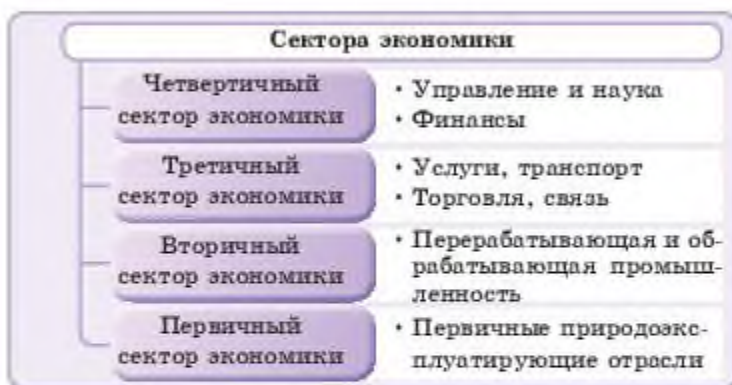 Сектора экономики
Четвертичный
сектор экономики
• Управление и наука
• Финансы
Третичный
сектор экономики
• Услуги, транспорт
• Торговля, связь
Вторичный
сектор экономики
• Перерабатывающая и об-
рабатывающая промыш-
ленность
Первичный
сектор экономики
• Первичные природоэкс-
плуатирующие отрасли